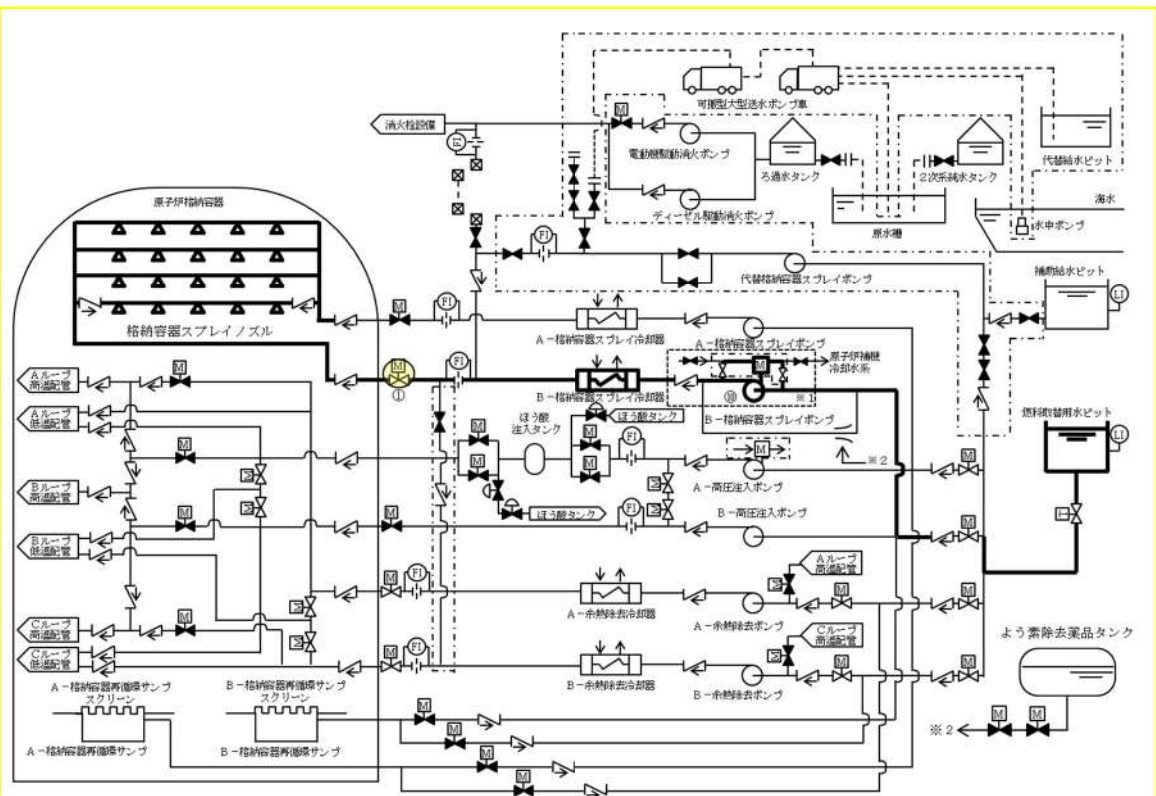 可搬型大型送水ポンプ車
消火栓設備
M
FI
電動機駆動消火ポンプ
ろ過水タンク
2次系純水タンク
代替給水ピット
ディーゼル駆動消火ポンプ
原水槽
海水
水中ポンプ
原子炉格納容器
FI
代替格納容器スプレイポンプ
補助給水ピット
LI
M
FI
格納容器スプレイノズル
A-格納容器スプレイ冷却器
A-格納容器スプレイポンプ
M
①
FI
M
原子炉補機
冷却水系
B-格納容器スプレイ冷却器
⑩
※1
B-格納容器スプレイポンプ
燃料取替用水ピット
LI
Aループ
高温配管
M
Aループ
低温配管
ほう酸
注入タンク
ほう酸タンク
M
M
M
FI
M
※2
M
M
M
M
A-高圧注入ポンプ
M
Bループ
高温配管
M
M
ほう酸タンク
M
M
FI
B-高圧注入ポンプ
M
Bループ
低温配管
Aループ
高温配管
M
FI
M
M
M
A-余熱除去冷却器
A-余熱除去ポンプ
M
Cループ
高温配管
M
Cループ
高温配管
Cループ
低温配管
M
M
FI
M
M
M
B-余熱除去冷却器
B-余熱除去ポンプ
よう素除去薬品タンク
A-格納容器再循環サンプ
スクリーン
B-格納容器再循環サンプ
スクリーン
M
M
M
※2
A-格納容器再循環サンプ
B-格納容器再循環サンプ
M
M
M